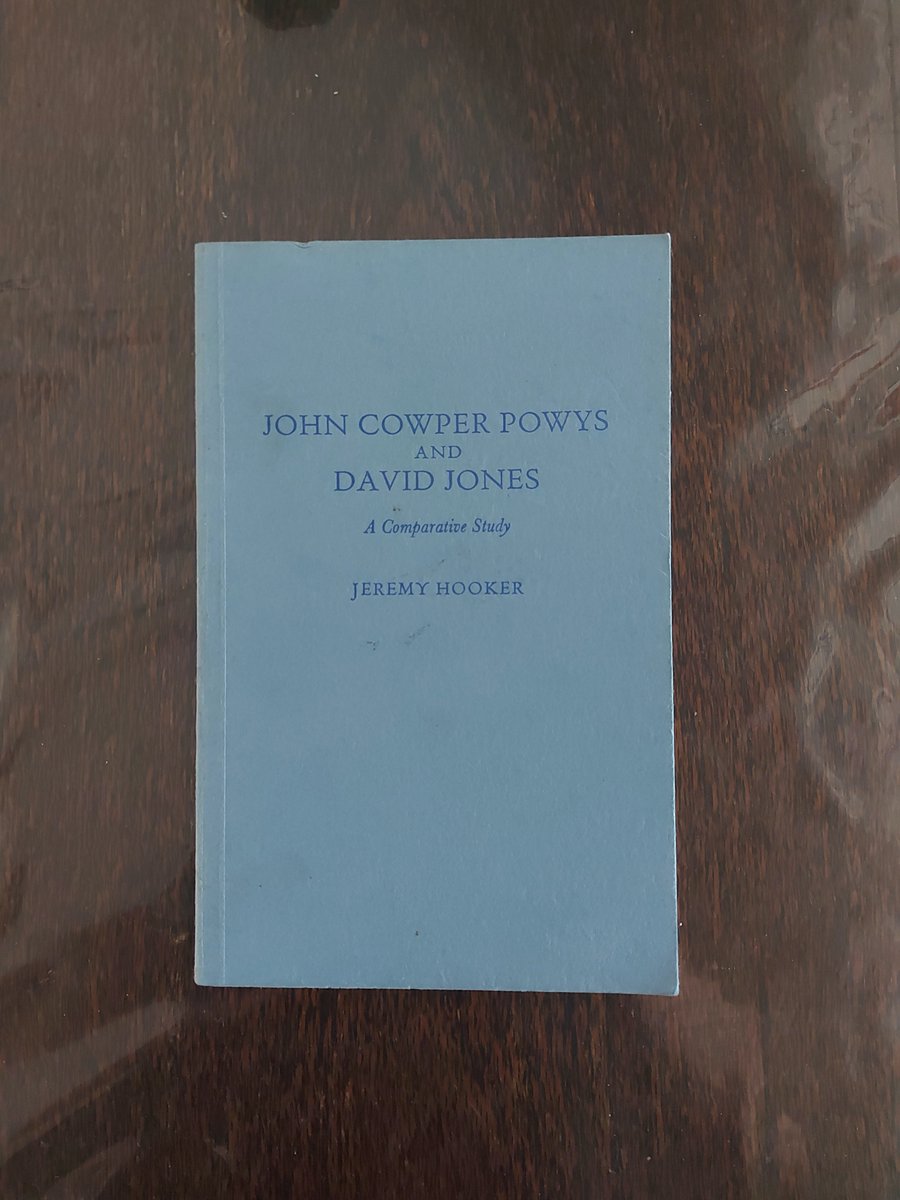 JOHN COWPER POWYS
AND
DAVID JONES
A Comparative Study
JEREMY HOOKER